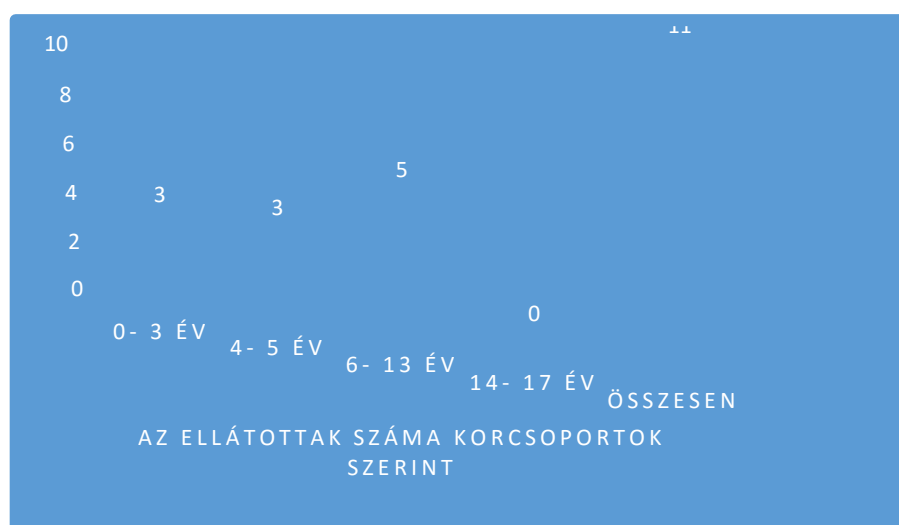 11
10
8
6
5
4
3
3
2
0
0
0- 3 ÉV
4- 5 ÉV
6- 13 ÉV
14- 17 ÉV
ÖSSZESEN
AZ ELLÁTOTTAK SZÁMA KORCSOPORTOK
SZERINT